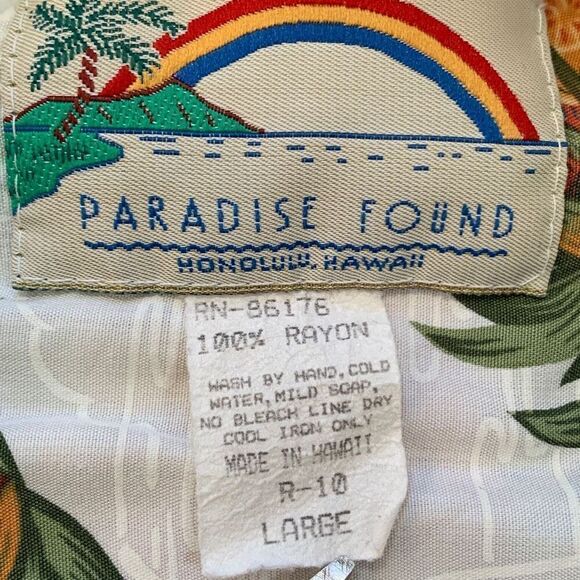 PARADISE FOUND
HONOLULU, HAWAII
RN-86176
100% RAYON
WASH BY HAND, COLD
WATER, MILD SOAP,
NO BLEACH LINE DRY
COOL IRON ONLY
MADE IN HAWAII
R-10
LARGE